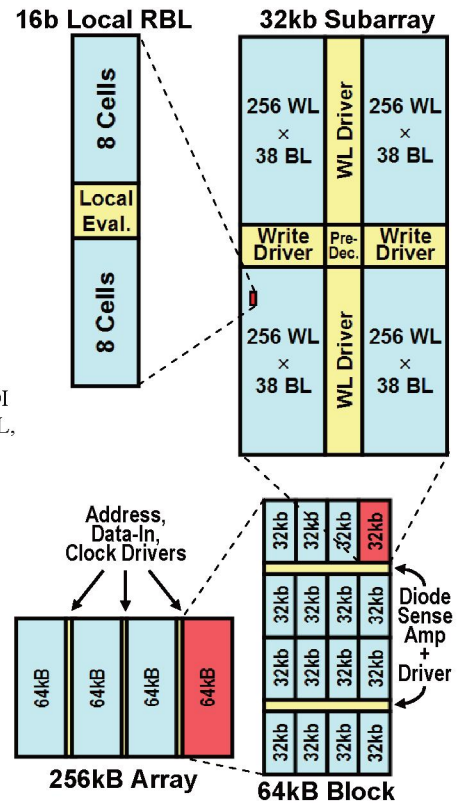 16b Local RBL
8 Cells
Local
Eval.
8 Cells
32kb Subarray
256 WL
×
38 BL
WL Driver
256 WL
×
38 BL
Write
Driver
Pre-
Dec.
Write
Driver
256 WL
×
38 BL
WL Driver
256 WL
×
38 BL
DI
L,
Address,
Data-In,
Clock Drivers
64kB
64kB
64kB
64kB
256kB Array
32kb
32kb
32kb
32kb
32kb
32kb
32kb
32kb
Diode
Sense
Amp
+
Driver
32kb
32kb
32kb
32kb
32kb
32kb
32kb
32kb
64kB Block